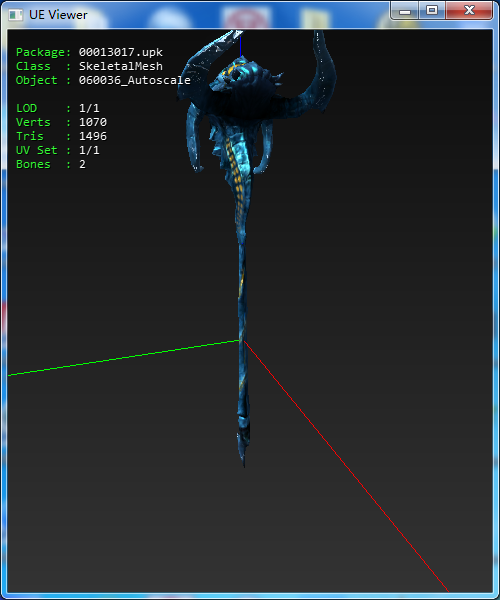 UE Viewer
Package: 00013017.upk
Class : SkeletalMesh
Object : 060036_Autoscale
LOD : 1/1
Verts : 1070
Tris : 1496
UV Set : 1/1
Bones : 2